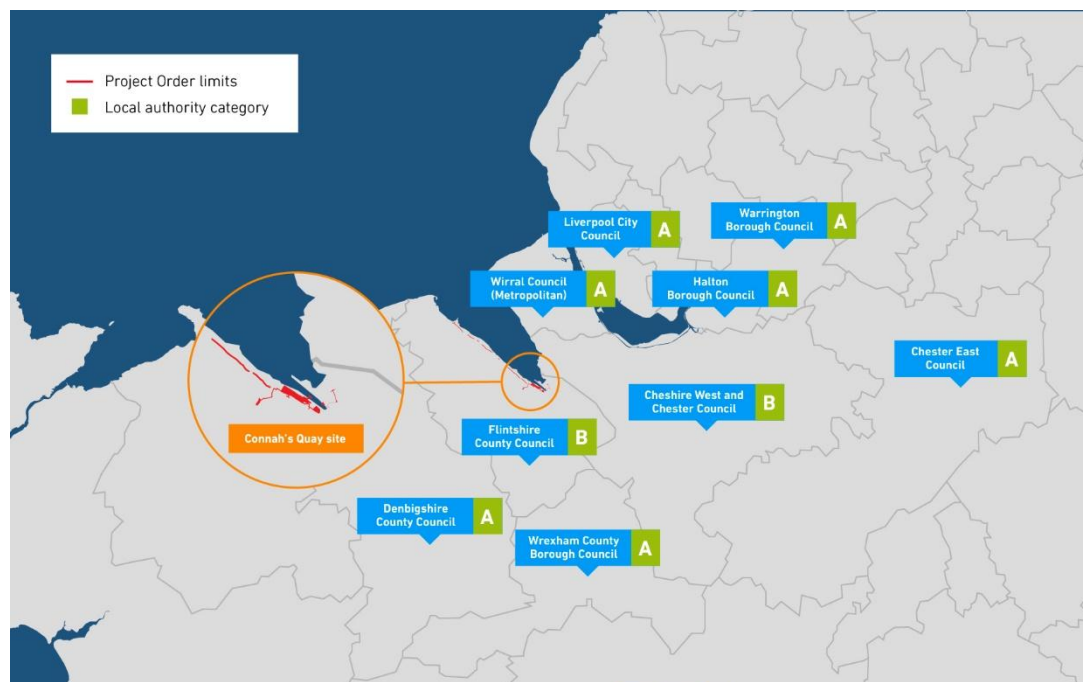 Project Order limits
Local authority category
Liverpool City
Council
A
Warrington
Borough Council
A
Wirral Council
(Metropolitan)
A
Halton
Borough Council
A
Chester East
Council
A
Cheshire West and
Chester Council
B
Connah's Quay site
Flintshire
County Council
B
Denbigshire
County Council
A
Wrexham County
Borough Council
A